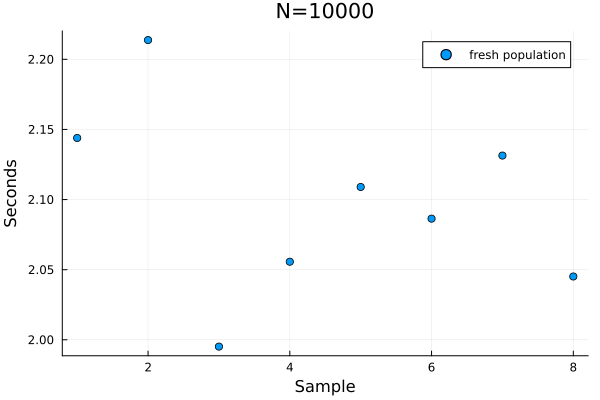 N=10000
fresh population
Seconds
2.20
2.15
2.10
2.05
2.00
2 4 6 8
Sample